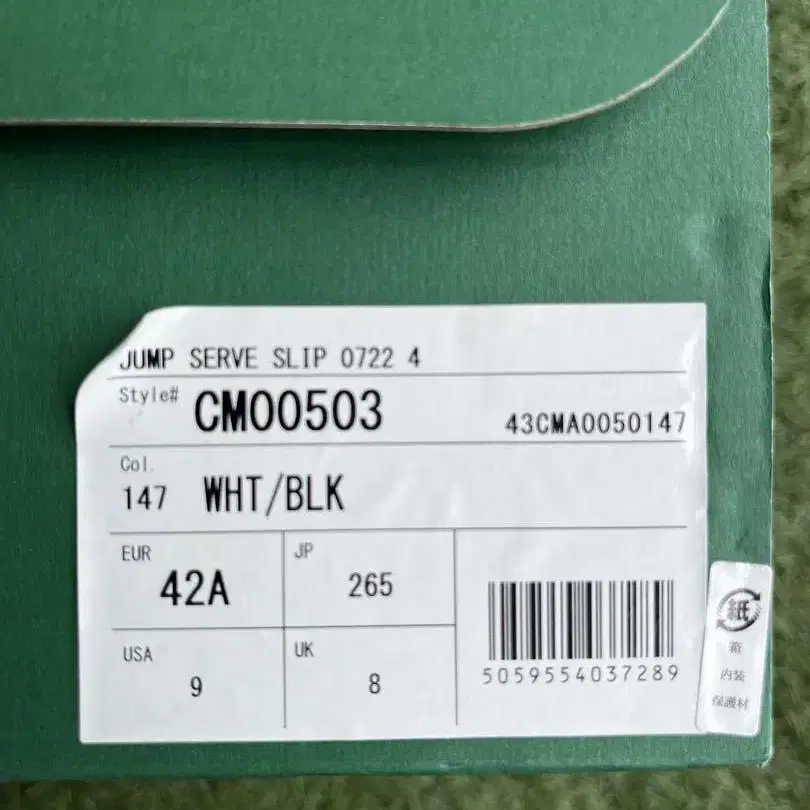 JUMP SERVE SLIP 0722 4
Style# CM00503 43CMA0050147
Col.
147 WHT/BLK
EUR JP
42A 265
USA UK
9 8
5059554037289
紙
箱
内装
保護材